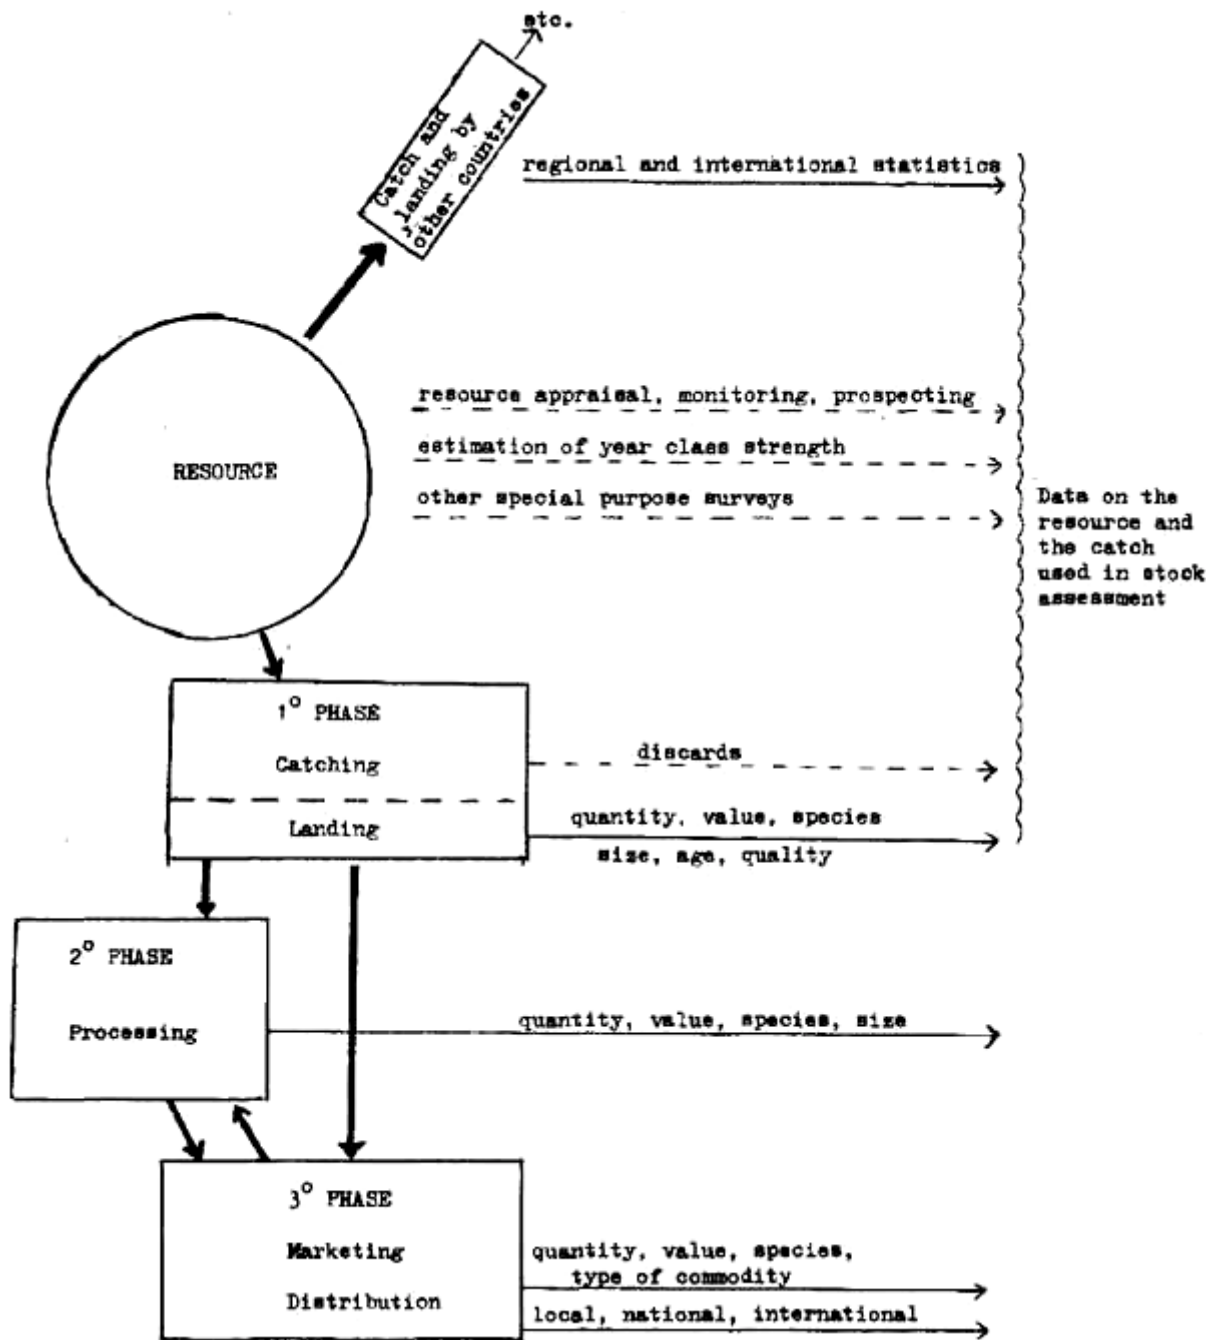 etc.
Catch and
landing by
other countries
regional and international statistics
resource appraisal, monitoring, prospecting
estimation of year class strength
other special purpose surveys
RESOURCE
Data on the
resource and
the catch
used in stock
assessment
1° PHASE
Catching
discards
Landing
quantity, value, species
size, age, quality
2° PHASE
Processing
quantity, value, species, size
3° PHASE
Marketing
Distribution
quantity, value, species,
type of commodity
local, national, international